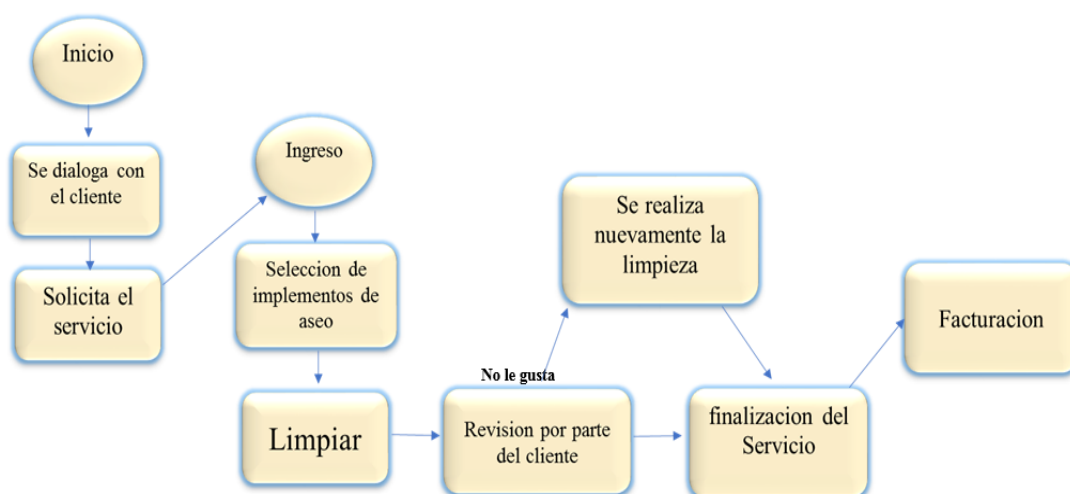 Inicio
Se dialoga con
el cliente
Solicita el
servicio
Ingreso
Seleccion de
implementos de
aseo
Limpiar
No le gusta
Revision por parte
del cliente
Se realiza
nuevamente la
limpieza
finalizacion del
Servicio
Facturacion